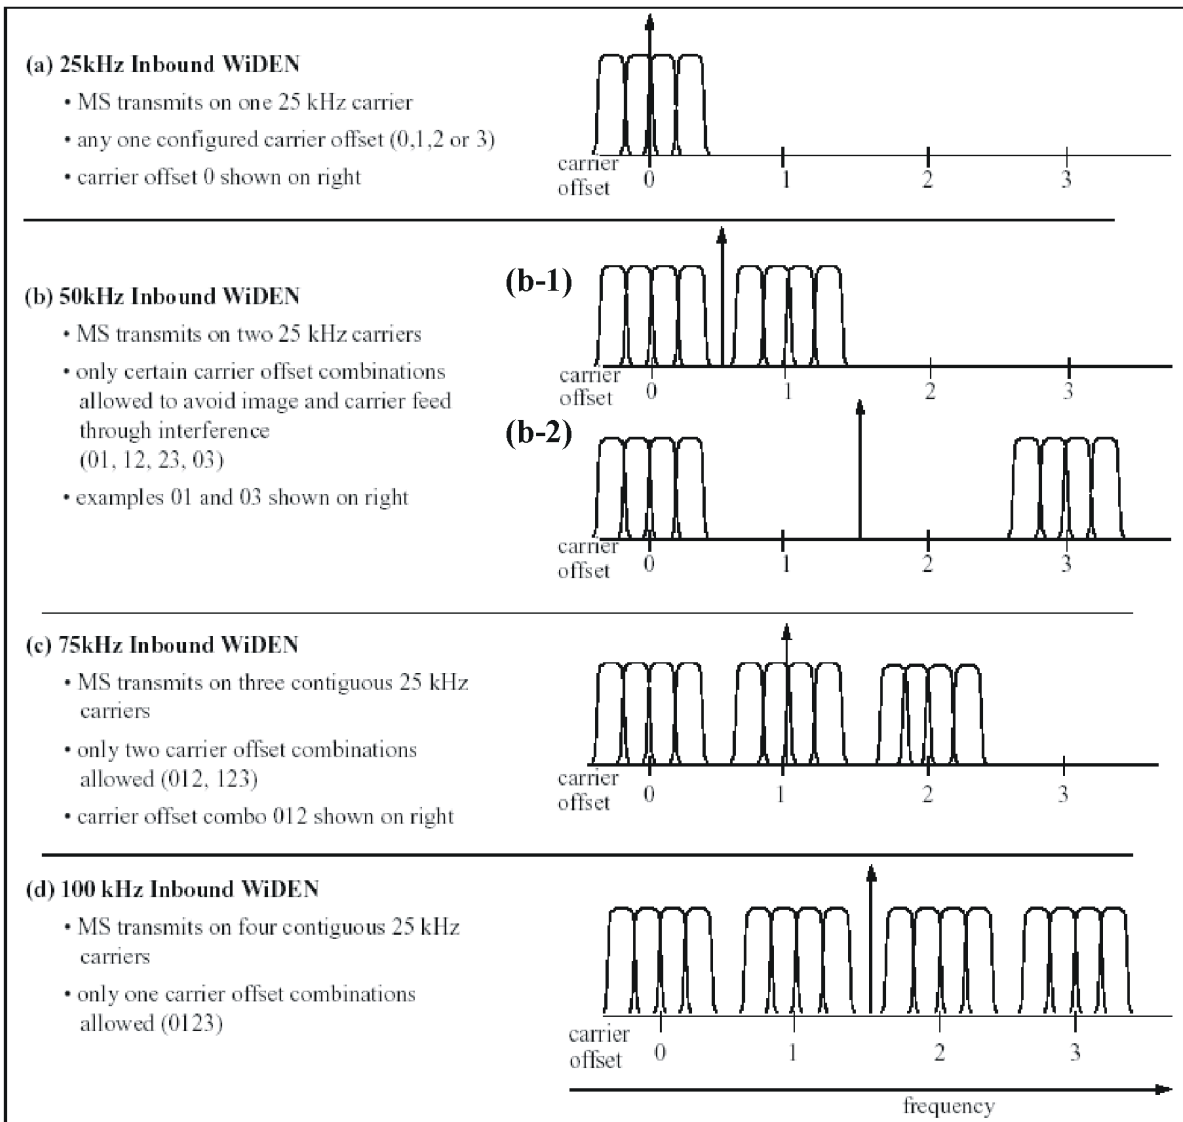 (a) 25kHz Inbound WiDEN
• MS transmits on one 25 kHz carrier
• any one configured carrier offset (0,1,2 or 3)
• carrier offset 0 shown on right
carrier
offset
0 1 2 3
(b) 50kHz Inbound WiDEN
• MS transmits on two 25 kHz carriers
• only certain carrier offset combinations
allowed to avoid image and carrier feed
through interference
(01, 12, 23, 03)
• examples 01 and 03 shown on right
(b-1)
carrier
offset
0 1 2 3
(b-2)
carrier
offset
0 1 2 3
(c) 75kHz Inbound WiDEN
• MS transmits on three contiguous 25 kHz
carriers
• only two carrier offset combinations
allowed (012, 123)
• carrier offset combo 012 shown on right
carrier
offset
0 1 2 3
(d) 100 kHz Inbound WiDEN
• MS transmits on four contiguous 25 kHz
carriers
• only one carrier offset combinations
allowed (0123)
carrier
offset
0 1 2 3
frequency